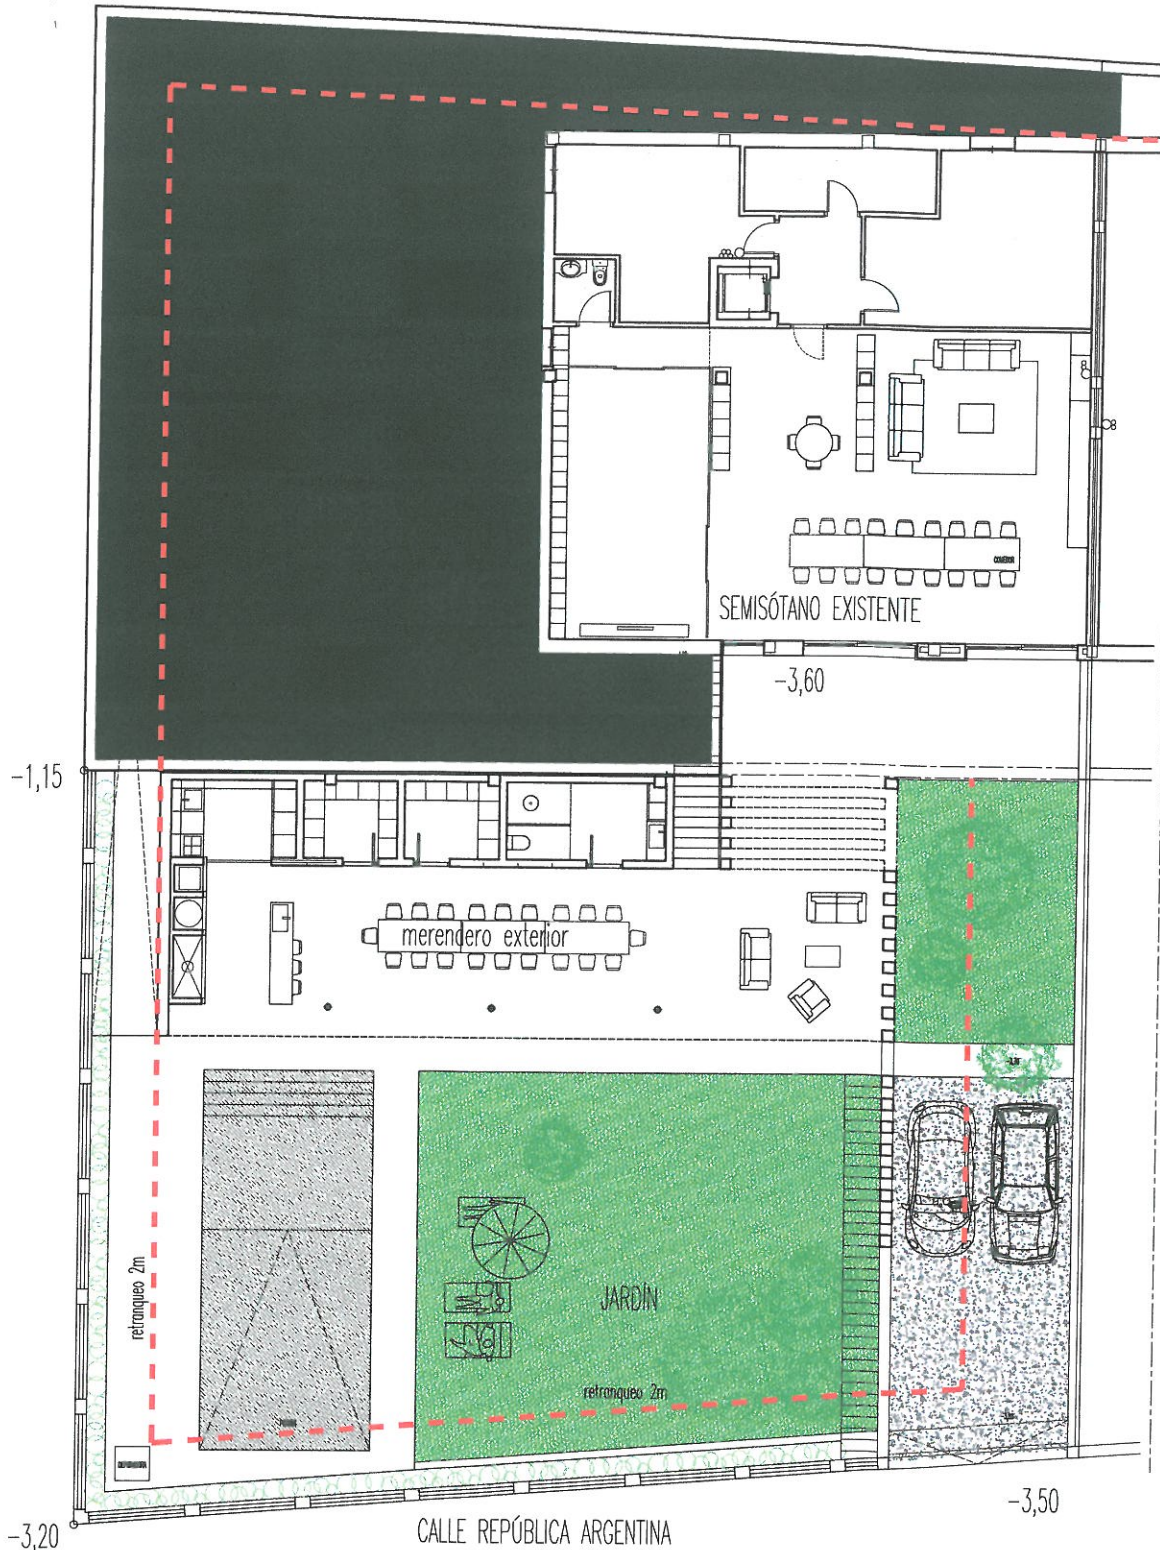 COMEDOR
SEMISÓTANO EXISTENTE
-3,60
-1,15
merendero exterior
retranqueo 2m
JARDÍN
retranqueo 2m
-3,50
-3,20
CALLE REPÚBLICA ARGENTINA